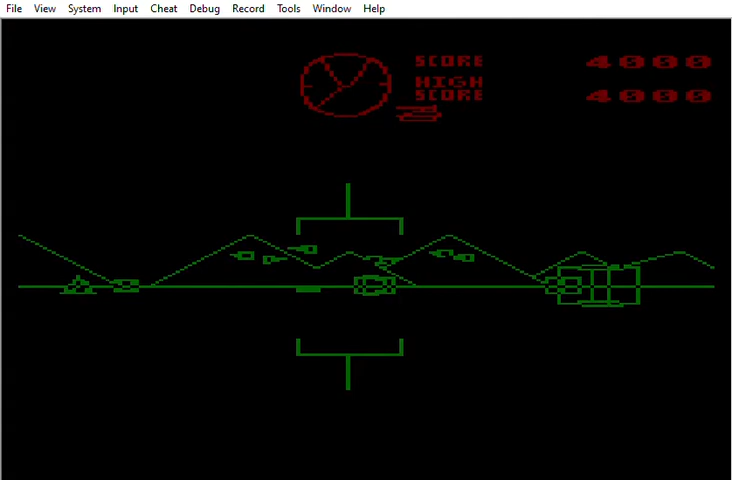 File View System Input Cheat Debug Record Tools Window Help
SCORE 4000
HIGH
SCORE 4000